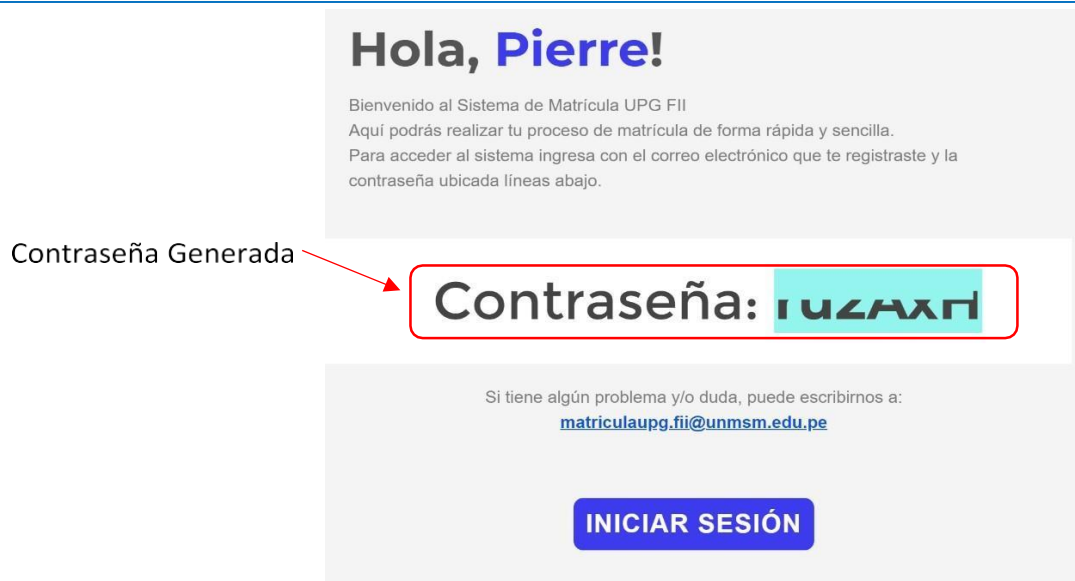 Hola, Pierre!
Bienvenido al Sistema de Matrícula UPG FII
Aquí podrás realizar tu proceso de matrícula de forma rápida y sencilla.
Para acceder al sistema ingresa con el correo electrónico que te registraste y la
contraseña ubicada líneas abajo.
Contraseña Generada
Contraseña:
Si tiene algún problema y/o duda, puede escribirnos a:
matriculaupg.fii@unmsm.edu.pe
INICIAR SESIÓN